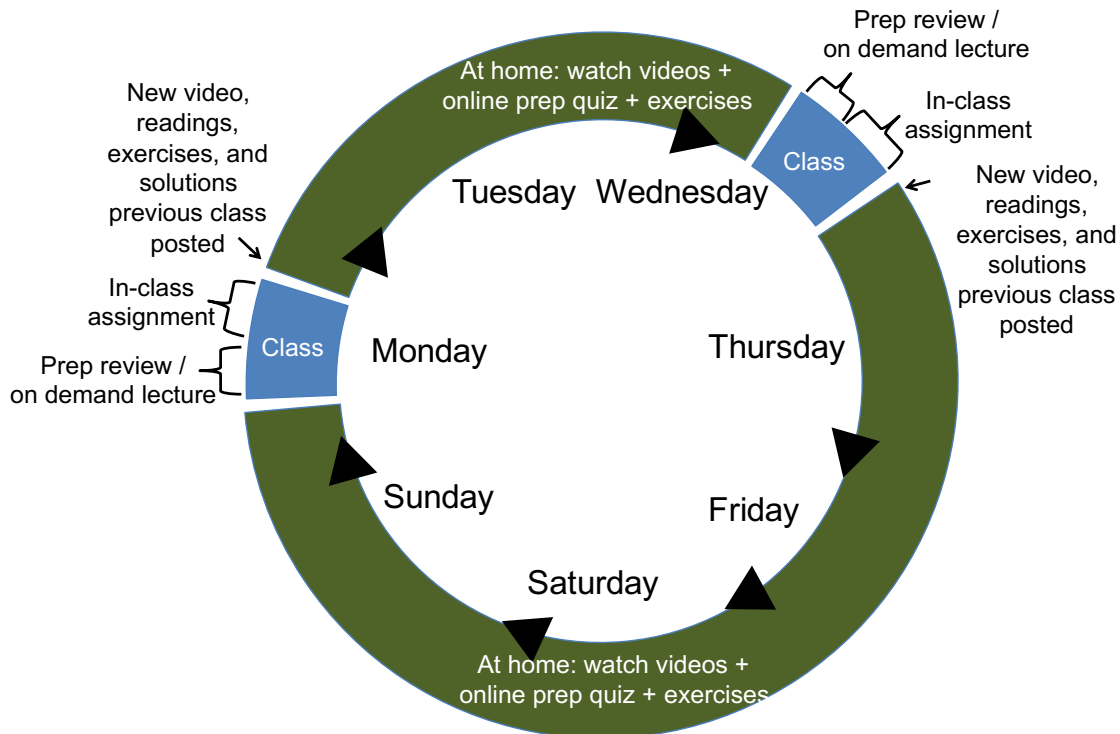 Prep review /
on demand lecture
In-class
assignment
New video,
readings,
exercises, and
solutions
previous class
posted
At home: watch videos +
online prep quiz + exercises
Class
Tuesday
Wednesday
New video,
readings,
exercises, and
solutions
previous class
posted
In-class
assignment
Prep review /
on demand lecture
Class
Monday
Thursday
Sunday
Friday
Saturday
At home: watch videos +
online prep quiz + exercises